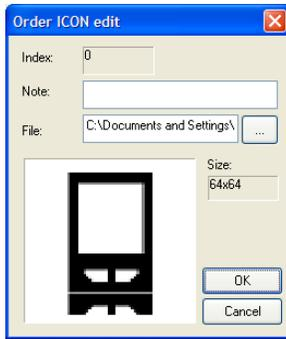 Order ICON edit
Index: 0
Note:
File: C:\Documents and Settings\ ...
Size:
64x64
OK
Cancel